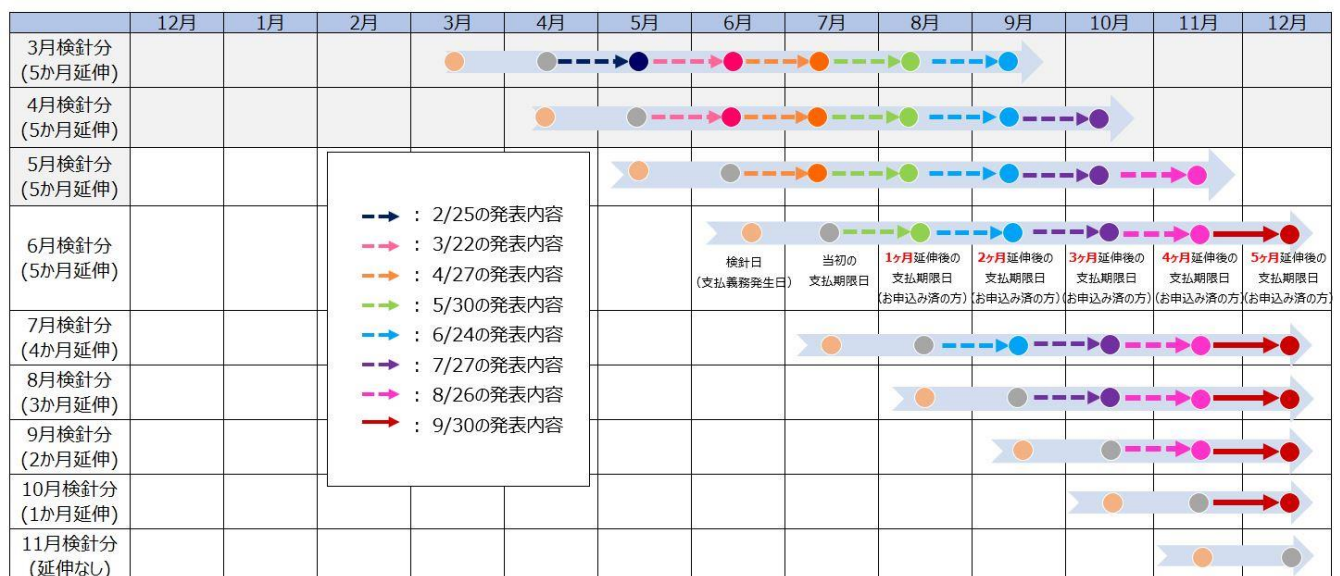 12月 1月 2月 3月 4月 5月 6月 7月 8月 9月 10月 11月 12月
3月検針分
(5か月延伸)
4月検針分
(5か月延伸)
5月検針分
(5か月延伸)
: 2/25の発表内容
: 3/22の発表内容
: 4/27の発表内容
: 5/30の発表内容
: 6/24の発表内容
: 7/27の発表内容
: 8/26の発表内容
: 9/30の発表内容
6月検針分
(5か月延伸)
検針日
(支払義務発生日)
当初の
支払期限日
1ヶ月延伸後の
支払期限日
(お申込み済の方)
2ヶ月延伸後の
支払期限日
(お申込み済の方)
3ヶ月延伸後の
支払期限日
(お申込み済の方)
4ヶ月延伸後の
支払期限日
(お申込み済の方)
5ヶ月延伸後の
支払期限日
(お申込み済の方)
7月検針分
(4か月延伸)
8月検針分
(3か月延伸)
9月検針分
(2か月延伸)
10月検針分
(1か月延伸)
11月検針分
(延伸なし)